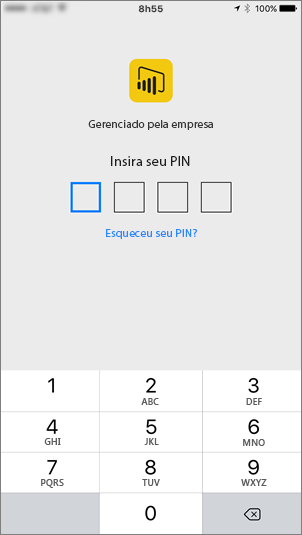 8h55
100%
Gerenciado pela empresa
Insira seu PIN
Esqueceu seu PIN?
1
2
3
ABC
DEF
4
5
6
GHI
JKL
MNO
7
8
9
PQRS
TUV
WXYZ
0